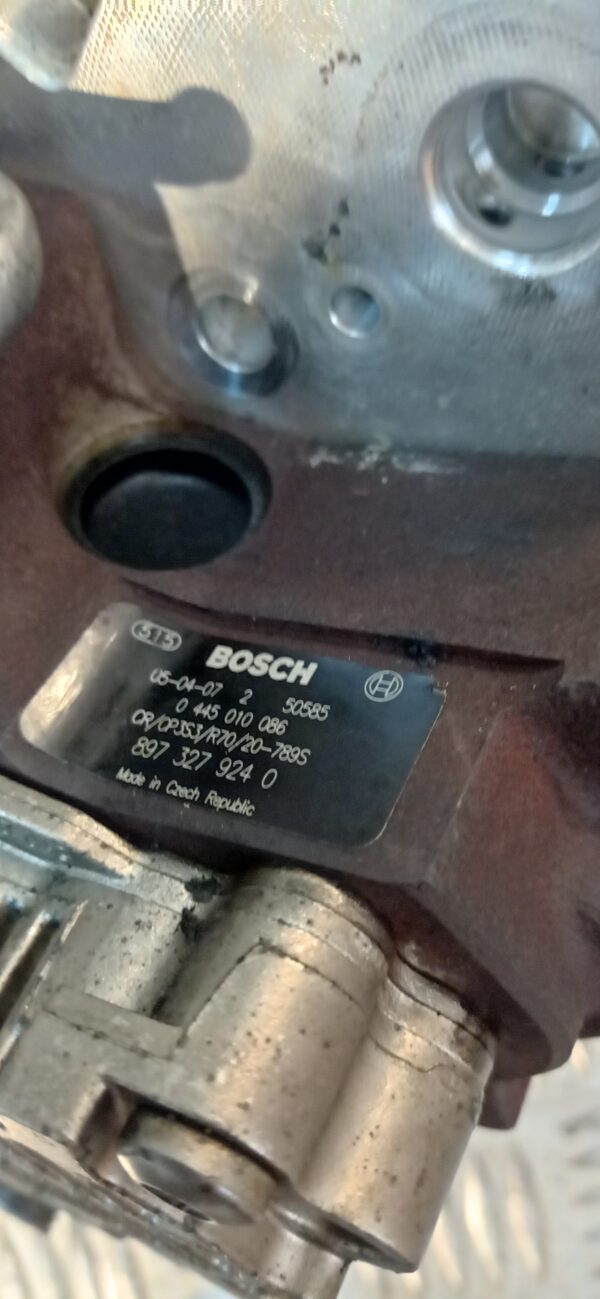 515
BOSCH
05-04-07 2 50585
0 445 010 086
CR/CP3S3/R70/20-789S
897 327 924 0
Made in Czech Republic